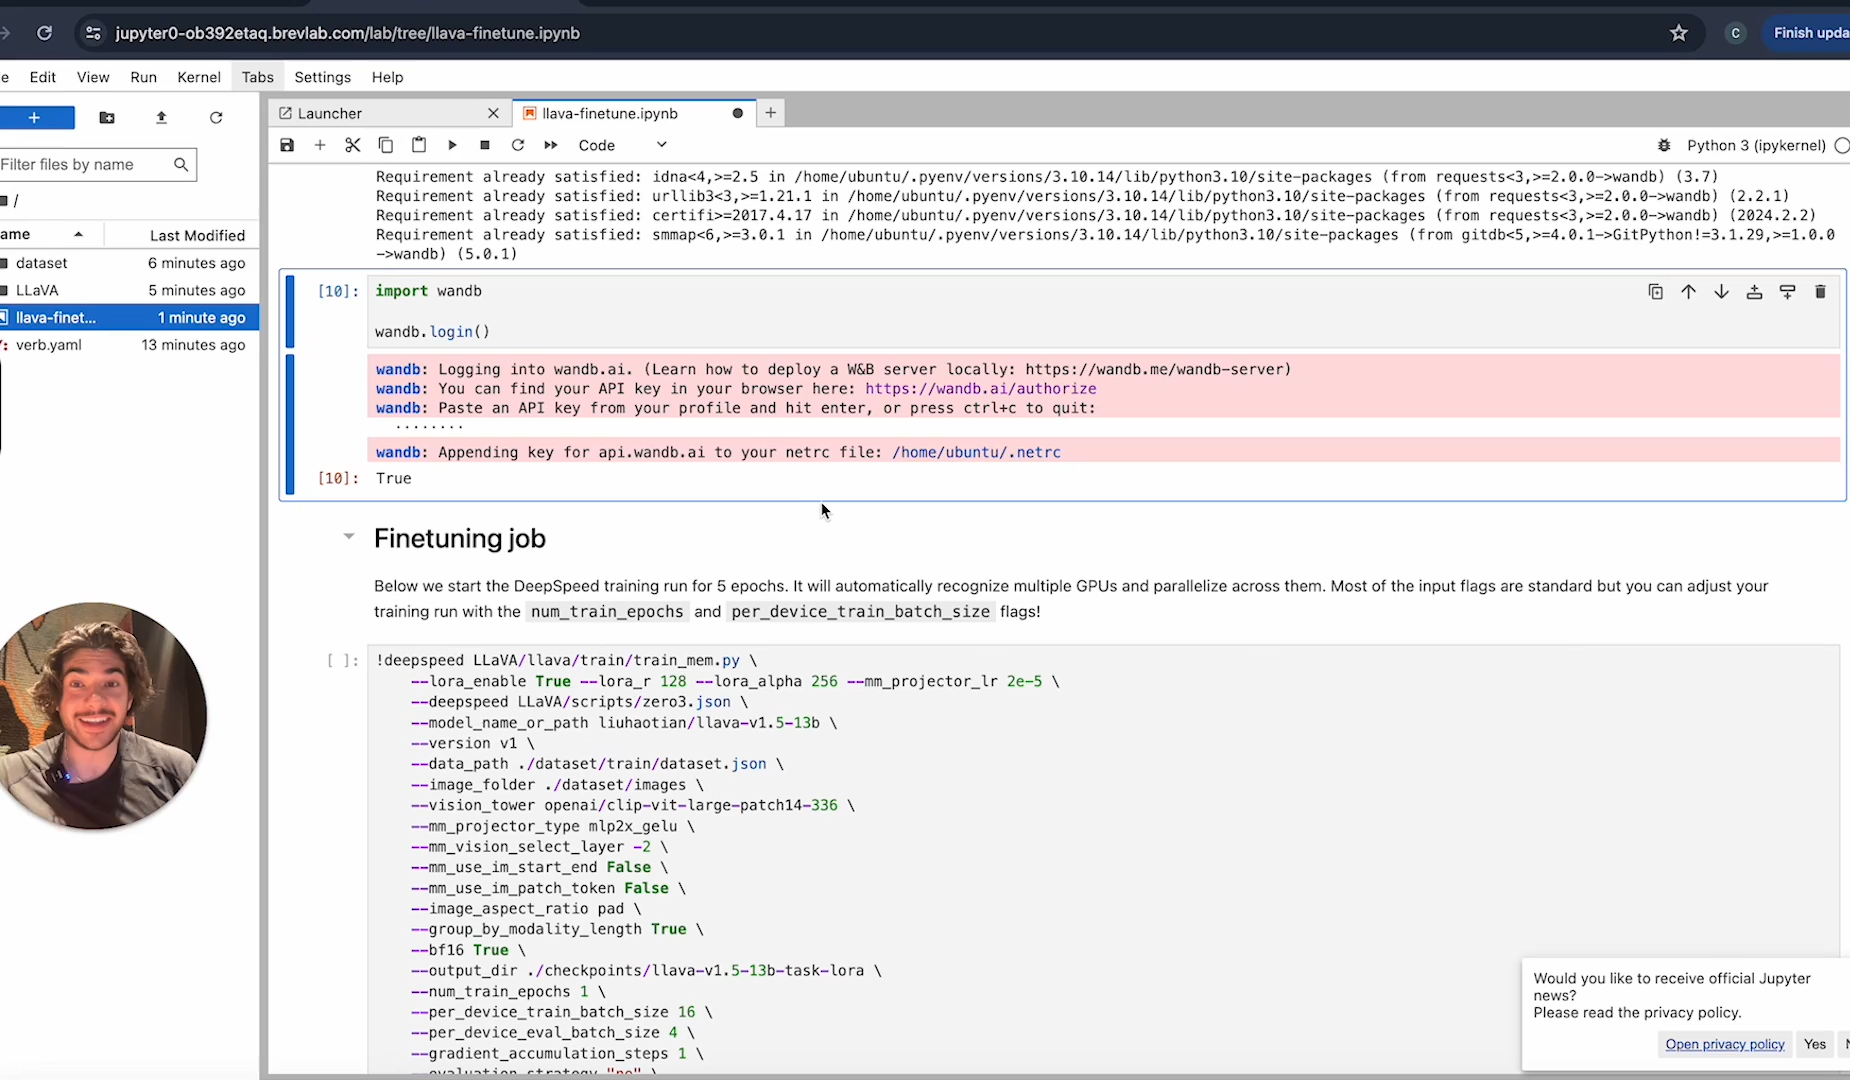 jupyter0-ob392etaq.brevlab.com/lab/tree/llava-finetune.ipynb
C
Finish upda
e Edit View Run Kernel Tabs Settings Help
Launcher
llava-finetune.ipynb
Filter files by name
Code
Python 3 (ipykernel)
/
ame Last Modified
dataset 6 minutes ago
LLaVA 5 minutes ago
llava-finet... 1 minute ago
verb.yaml 13 minutes ago
Requirement already satisfied: idna<4,>=2.5 in /home/ubuntu/.pyenv/versions/3.10.14/lib/python3.10/site-packages (from requests<3,>=2.0.0->wandb) (3.7)
Requirement already satisfied: urllib3<3,>=1.21.1 in /home/ubuntu/.pyenv/versions/3.10.14/lib/python3.10/site-packages (from requests<3,>=2.0.0->wandb) (2.2.1)
Requirement already satisfied: certifi>=2017.4.17 in /home/ubuntu/.pyenv/versions/3.10.14/lib/python3.10/site-packages (from requests<3,>=2.0.0->wandb) (2024.2.2)
Requirement already satisfied: smmap<6,>=3.0.1 in /home/ubuntu/.pyenv/versions/3.10.14/lib/python3.10/site-packages (from gitdb<5,>=4.0.1->GitPython!=3.1.29,>=1.0.0
->wandb) (5.0.1)
[10]: import wandb
wandb.login()
wandb: Logging into wandb.ai. (Learn how to deploy a W&B server locally: https://wandb.me/wandb-server)
wandb: You can find your API key in your browser here: https://wandb.ai/authorize
wandb: Paste an API key from your profile and hit enter, or press ctrl+c to quit:
........
wandb: Appending key for api.wandb.ai to your netrc file: /home/ubuntu/.netrc
[10]: True
Finetuning job
Below we start the DeepSpeed training run for 5 epochs. It will automatically recognize multiple GPUs and parallelize across them. Most of the input flags are standard but you can adjust your
training run with the num_train_epochs and per_device_train_batch_size flags!
[ ]: !deepspeed LLaVA/llava/train/train_mem.py \
--lora_enable True --lora_r 128 --lora_alpha 256 --mm_projector_lr 2e-5 \
--deepspeed LLaVA/scripts/zero3.json \
--model_name_or_path liuhaotian/llava-v1.5-13b \
--version v1 \
--data_path ./dataset/train/dataset.json \
--image_folder ./dataset/images \
--vision_tower openai/clip-vit-large-patch14-336 \
--mm_projector_type mlp2x_gelu \
--mm_vision_select_layer -2 \
--mm_use_im_start_end False \
--mm_use_im_patch_token False \
--image_aspect_ratio pad \
--group_by_modality_length True \
--bf16 True \
--output_dir ./checkpoints/llava-v1.5-13b-task-lora \
--num_train_epochs 1 \
--per_device_train_batch_size 16 \
--per_device_eval_batch_size 4 \
--gradient_accumulation_steps 1 \
--evaluation_strategy "no" \
Would you like to receive official Jupyter
news?
Please read the privacy policy.
Open privacy policy Yes